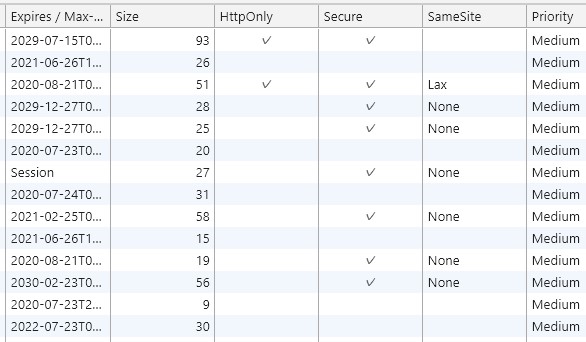 Expires / Max-... Size HttpOnly Secure SameSite Priority
2029-07-15T0... 93 ✓ ✓ Medium
2021-06-26T1... 26 Medium
2020-08-21T0... 51 ✓ ✓ Lax Medium
2029-12-27T0... 28 ✓ None Medium
2029-12-27T0... 25 ✓ None Medium
2020-07-23T0... 20 Medium
Session 27 ✓ None Medium
2020-07-24T0... 31 Medium
2021-02-25T0... 58 ✓ None Medium
2021-06-26T1... 15 Medium
2020-08-21T0... 19 ✓ None Medium
2030-02-23T0... 56 ✓ None Medium
2020-07-23T2... 9 Medium
2022-07-23T0... 30 Medium